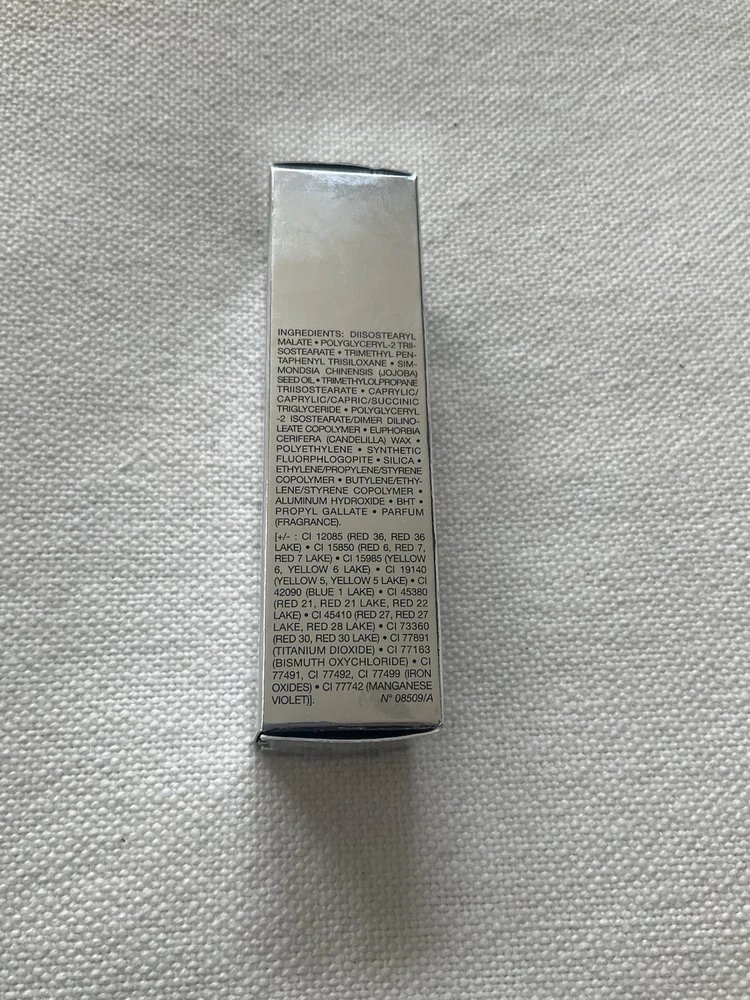 INGREDIENTS: DIISOSTEARYL
MALATE • POLYGLYCERYL-2 TRII-
SOSTEARATE • TRIMETHYL PEN-
TAPHENYL TRISILOXANE • SIM-
MONDSIA CHINENSIS (JOJOBA)
SEED OIL • TRIMETHYLOLPROPANE
TRIISOSTEARATE • CAPRYLIC/
CAPRYLIC/CAPRIC/SUCCINIC
TRIGLYCERIDE • POLYGLYCERYL
-2 ISOSTEARATE/DIMER DILINO-
LEATE COPOLYMER • EUPHORBIA
CERIFERA (CANDELILLA) WAX •
POLYETHYLENE • SYNTHETIC
FLUORPHLOGOPITE • SILICA •
ETHYLENE/PROPYLENE/STYRENE
COPOLYMER • BUTYLENE/ETHY-
LENE/STYRENE COPOLYMER •
ALUMINUM HYDROXIDE • BHT •
PROPYL GALLATE • PARFUM
(FRAGRANCE).
[+/- : CI 12085 (RED 36, RED 36
LAKE) • CI 15850 (RED 6, RED 7,
RED 7 LAKE) • CI 15985 (YELLOW
6, YELLOW 6 LAKE) • CI 19140
(YELLOW 5, YELLOW 5 LAKE) • CI
42090 (BLUE 1 LAKE) • CI 45380
(RED 21, RED 21 LAKE, RED 22
LAKE) • CI 45410 (RED 27, RED 27
LAKE, RED 28 LAKE) • CI 73360
(RED 30, RED 30 LAKE) • CI 77891
(TITANIUM DIOXIDE) • CI 77163
(BISMUTH OXYCHLORIDE) • CI
77491, CI 77492, CI 77499 (IRON
OXIDES) • CI 77742 (MANGANESE
VIOLET)]. N° 08509/A